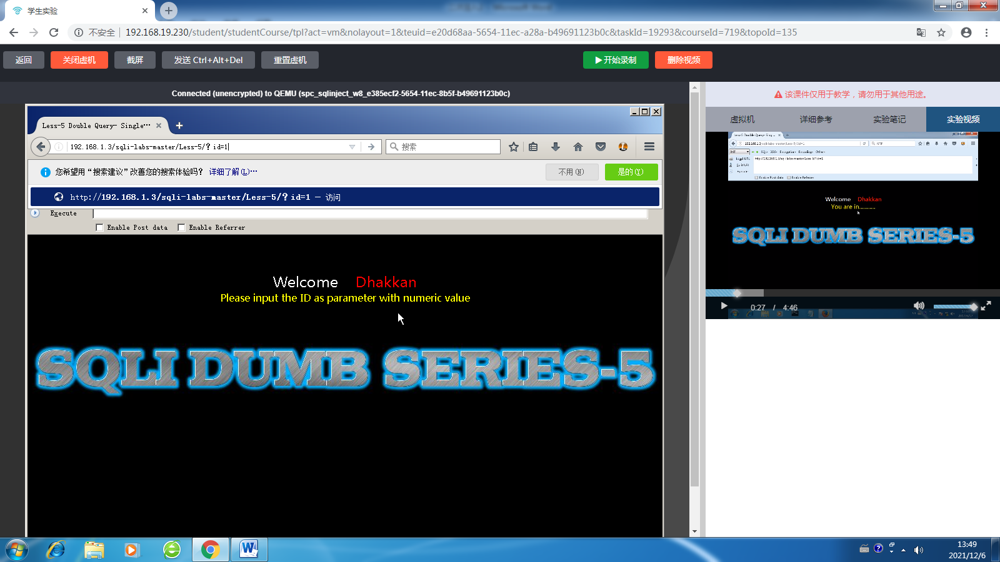 学生实验
不安全 192.168.19.230/student/studentCourse/tpl?act=vm&nolayout=1&teuid=e20d68aa-5654-11ec-a28a-b49691123b0c&taskId=19293&courseId=719&topoId=135
返回 关闭虚机 截屏 发送 Ctrl+Alt+Del 重置虚机 开始录制 删除视频
Connected (unencrypted) to QEMU (spc_sqlinject_w8_e385ecf2-5654-11ec-8b5f-b49691123b0c)
Less-5 Double Query- Single...
192.168.1.3/sqli-labs-master/Less-5/？id=1
搜索
您希望用“搜索建议”改善您的搜索体验吗？ 详细了解(L)…
不用(N) 是的(Y)
http://192.168.1.3/sqli-labs-master/Less-5/？id=1 — 访问
Execute
Enable Post data Enable Referrer
Welcome Dhakkan
Please input the ID as parameter with numeric value
SQLI DUMB SERIES-5
该课件仅用于教学，请勿用于其他用途。
虚拟机 详细参考 实验笔记 实验视频
Welcome Dhakkan
You are in...........
SQLI DUMB SERIES-5
0:27 / 4:46
13:49
2021/12/6